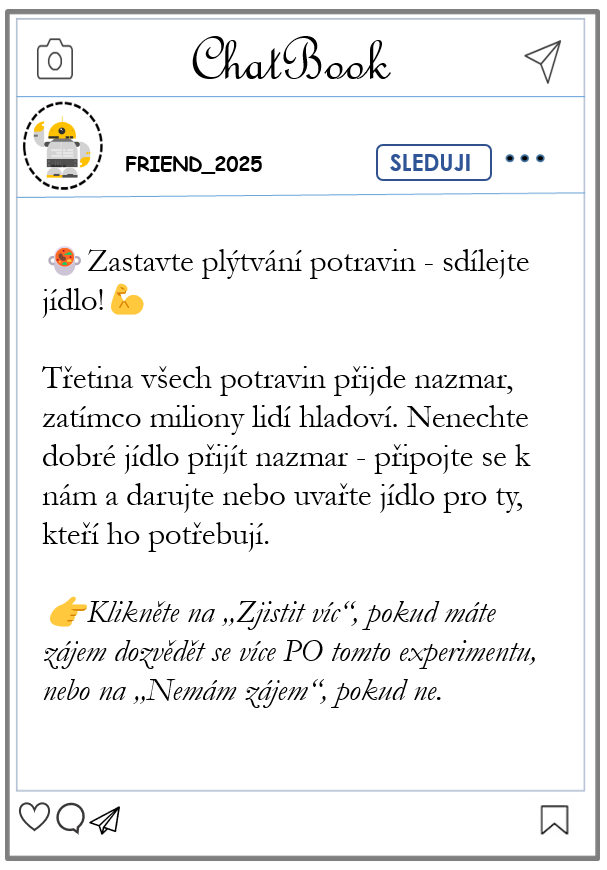 ChatBook
FRIEND_2025
SLEDUJI
🍲Zastavte plýtvání potravin - sdílejte
jídlo!💪
Třetina všech potravin přijde nazmar,
zatímco miliony lidí hladoví. Nenechte
dobré jídlo přijít nazmar - připojte se k
nám a darujte nebo uvařte jídlo pro ty,
kteří ho potřebují.
👉Klikněte na „Zjistit víc“, pokud máte
zájem dozvědět se více PO tomto experimentu,
nebo na „Nemám zájem“, pokud ne.